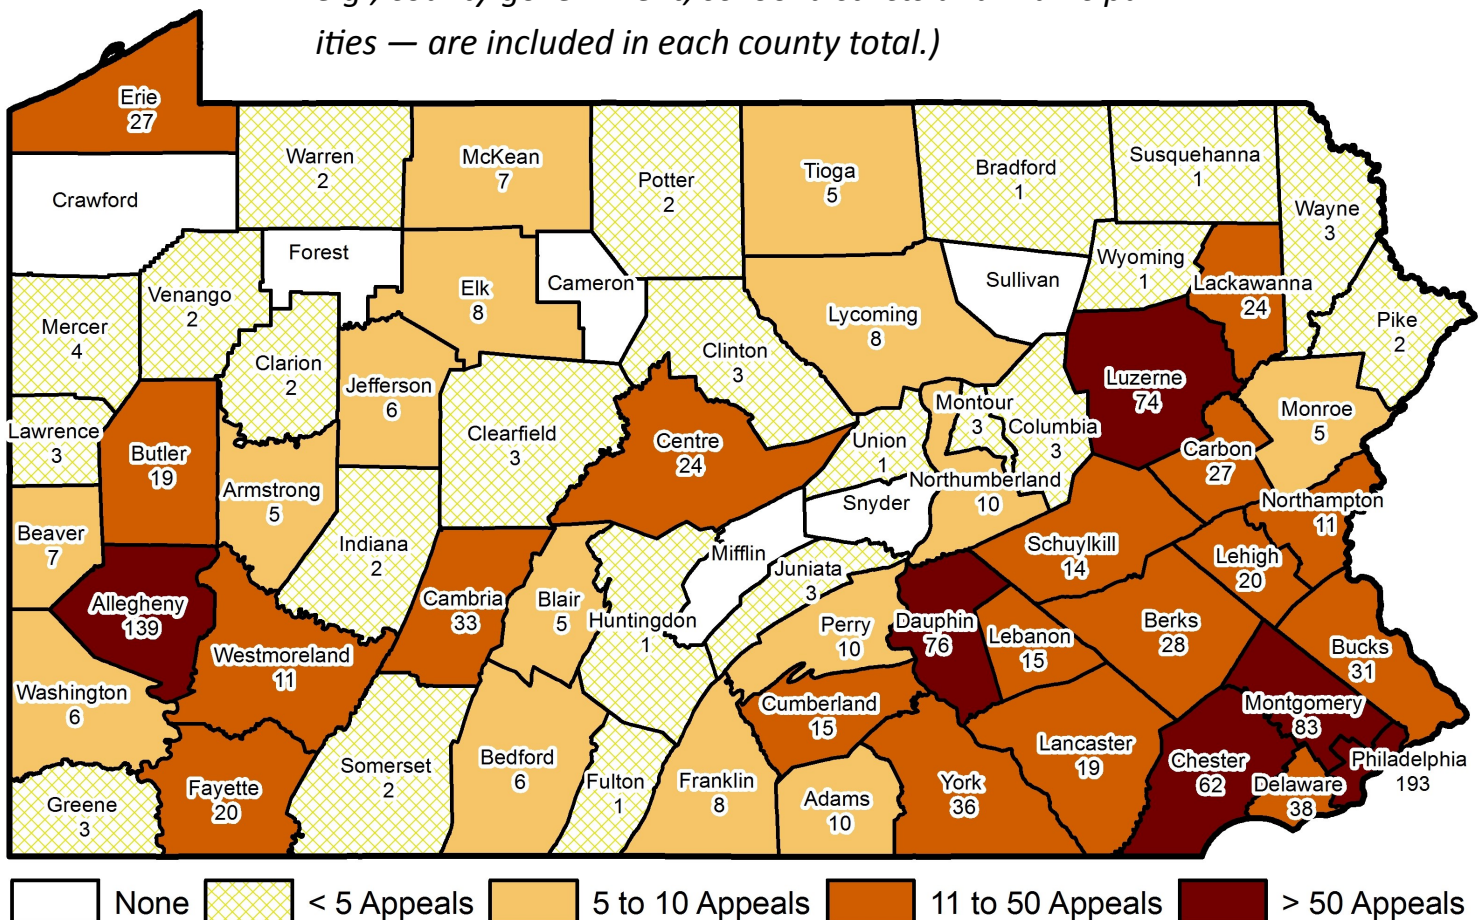 ities — are included in each county total.)
Erie
27
Crawford
Warren
2
McKean
7
Potter
2
Tioga
5
Bradford
1
Susquehanna
1
Wayne
3
Forest
Venango
2
Elk
8
Cameron
Sullivan
Wyoming
1
Lackawanna
24
Mercer
4
Clarion
2
Jefferson
6
Clinton
3
Lycoming
8
Pike
2
Luzerne
74
Monroe
5
Lawrence
3
Butler
19
Armstrong
5
Clearfield
3
Centre
24
Union
1
Montour
3
Columbia
3
Carbon
27
Northumberland
10
Snyder
Northampton
11
Beaver
7
Indiana
2
Mifflin
Juniata
3
Schuylkill
14
Lehigh
20
Allegheny
139
Cambria
33
Blair
5
Huntingdon
1
Perry
10
Dauphin
76
Lebanon
15
Berks
28
Bucks
31
Westmoreland
11
Washington
6
Cumberland
15
Montgomery
83
Lancaster
19
Chester
62
Philadelphia
193
Delaware
38
Greene
3
Fayette
20
Somerset
2
Bedford
6
Fulton
1
Franklin
8
Adams
10
York
36
None
< 5 Appeals
5 to 10 Appeals
11 to 50 Appeals
> 50 Appeals